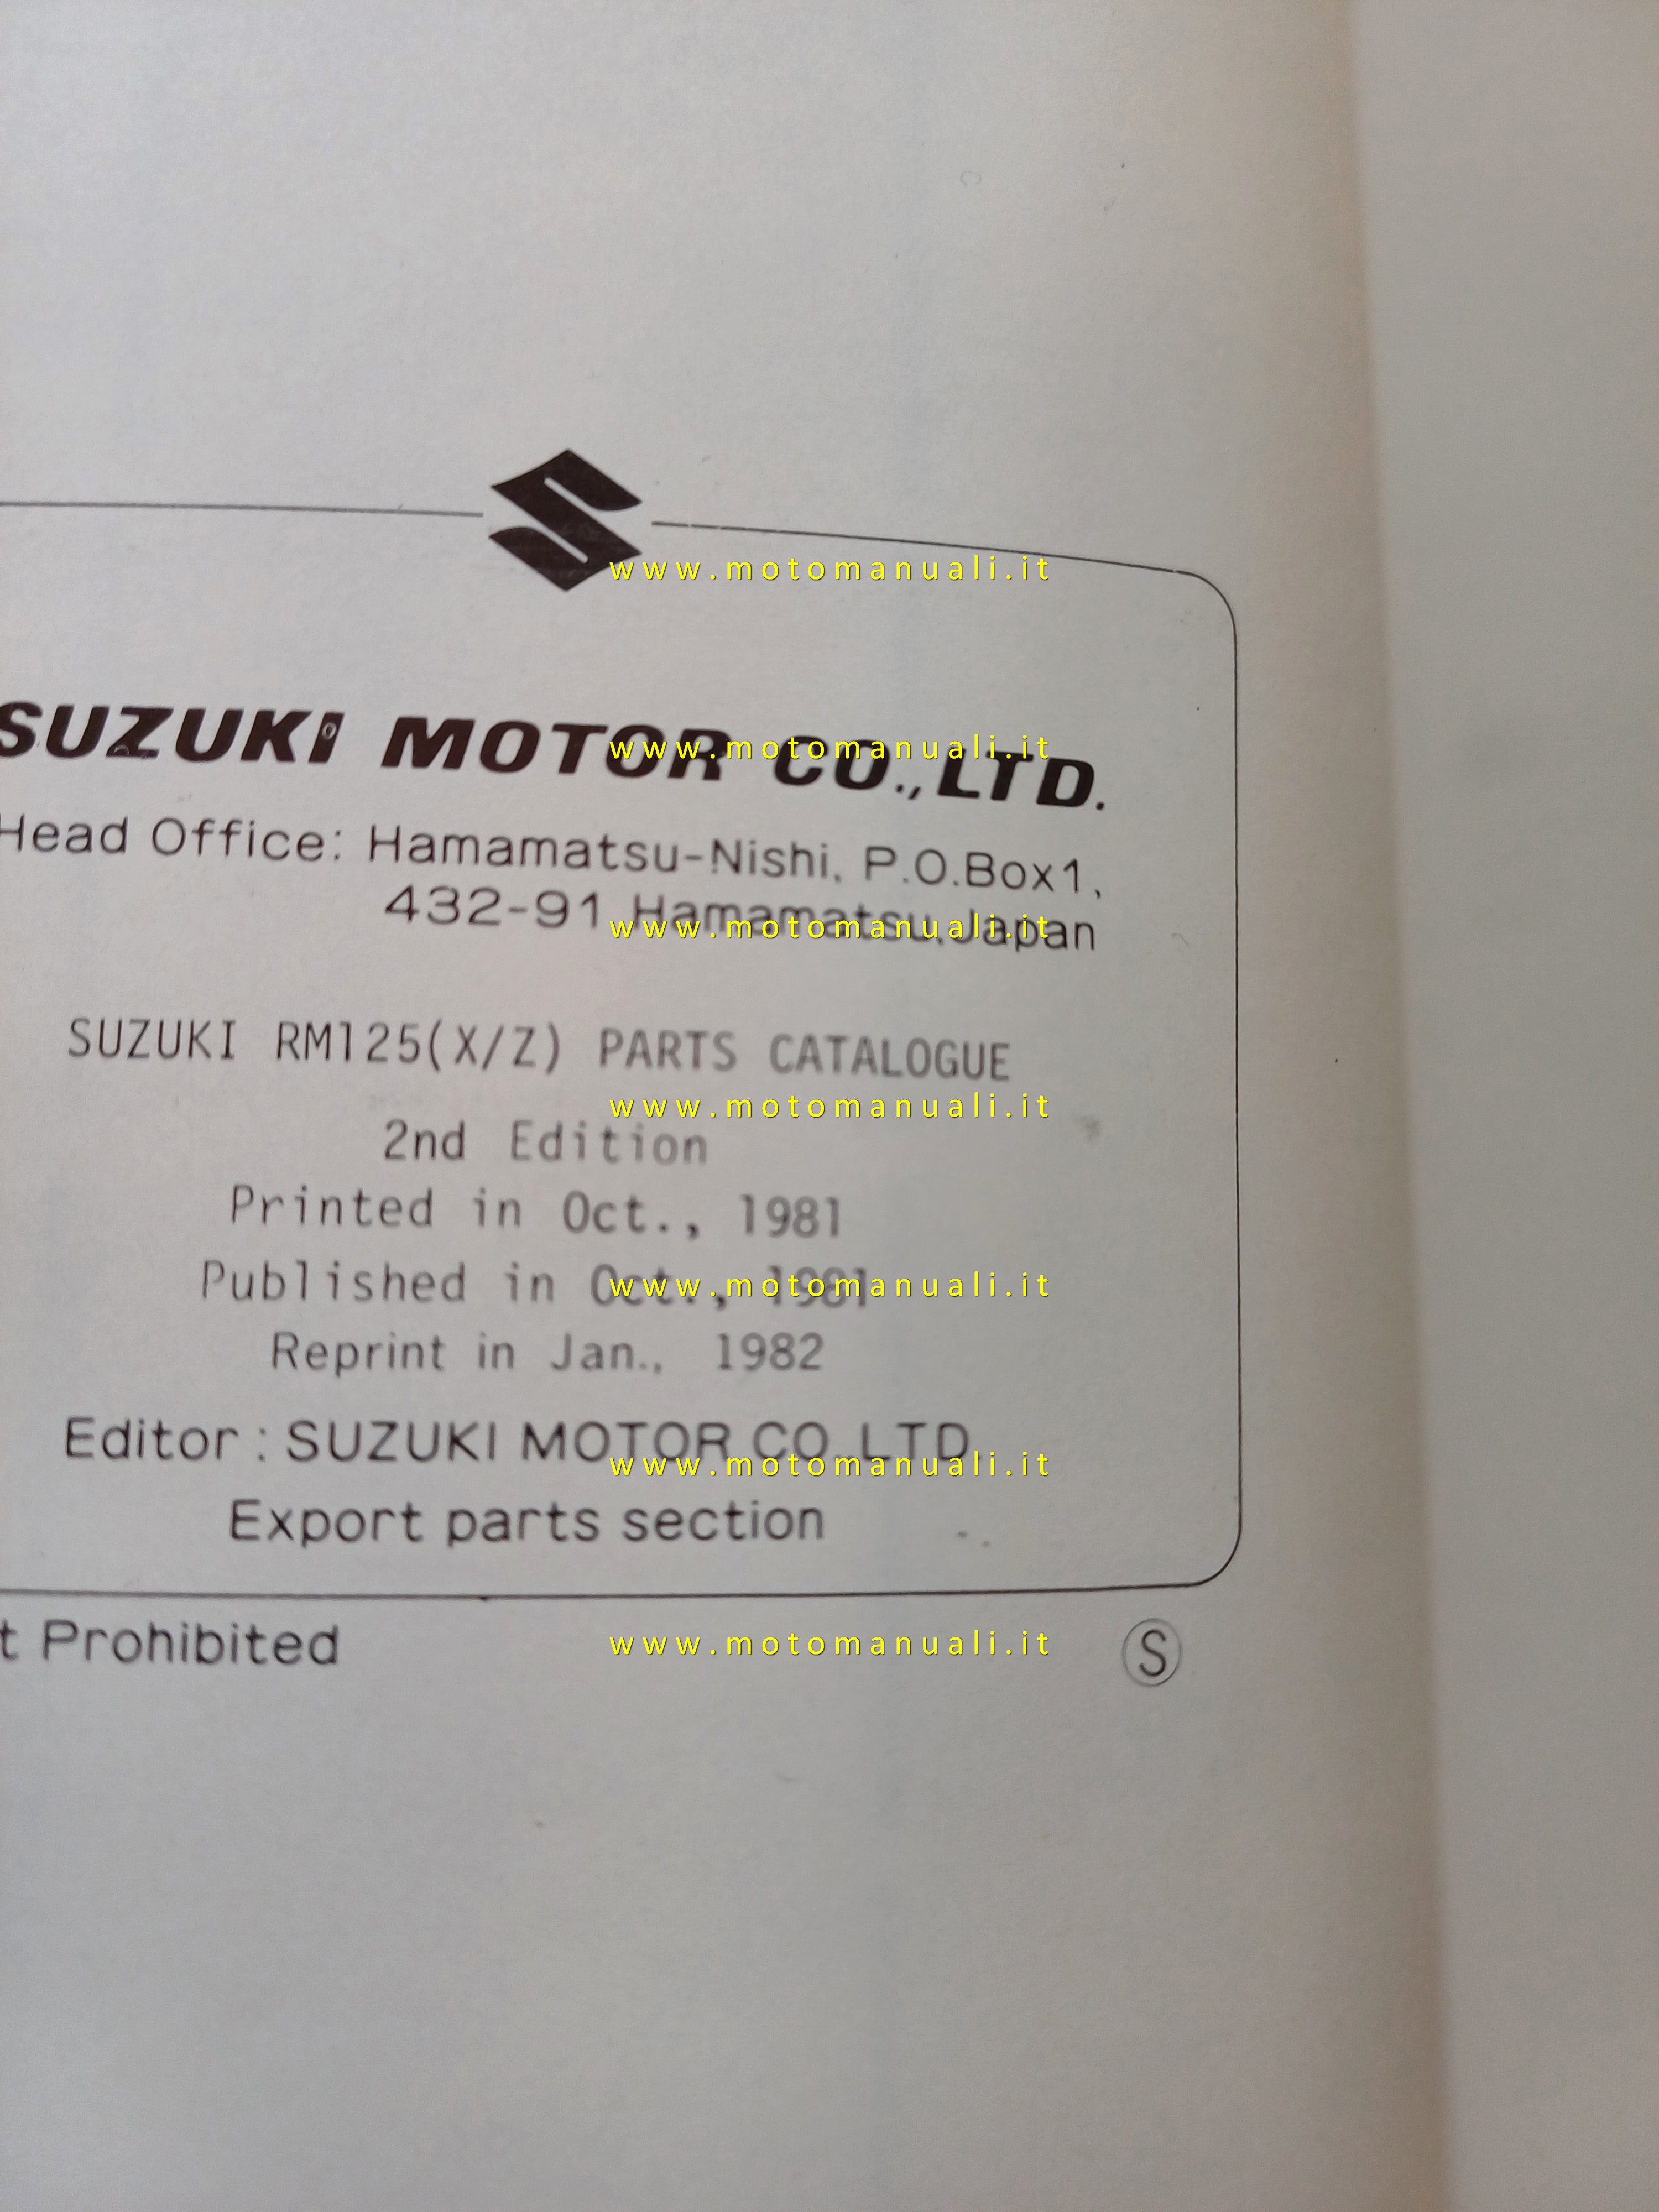 www.motomanuali.it
SUZUKI MOTOR CO.,LTD.
www.motomanuali.it
Head Office: Hamamatsu-Nishi, P.O.Box1,
432-91 Hamamatsu,Japan
www.motomanuali.it
SUZUKI RM125(X/Z) PARTS CATALOGUE
www.motomanuali.it
2nd Edition
Printed in Oct., 1981
Published in Oct., 1981
www.motomanuali.it
Reprint in Jan., 1982
Editor : SUZUKI MOTOR CO.,LTD
www.motomanuali.it
Export parts section
t Prohibited
www.motomanuali.it
S